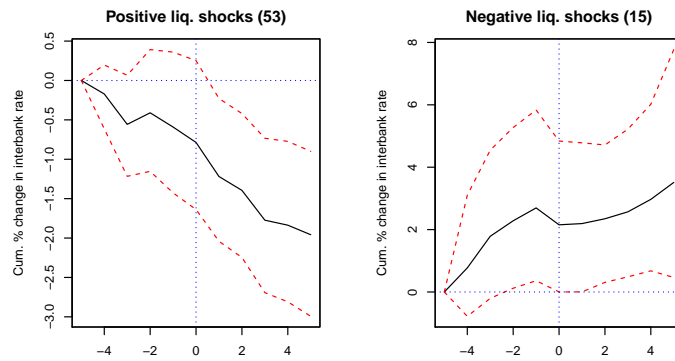 Positive liq. shocks (53)
Cum. % change in interbank rate
0.5
0.0
−0.5
−1.0
−1.5
−2.0
−2.5
−3.0
−4 −2 0 2 4
Negative liq. shocks (15)
Cum. % change in interbank rate
8
6
4
2
0
−4 −2 0 2 4